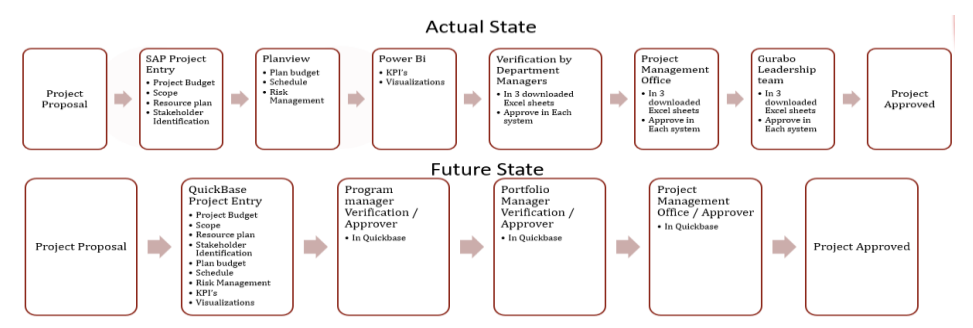 Actual State
Project
Proposal
SAP Project
Entry
• Project Budget
• Scope
• Resource plan
• Stakeholder
Identification
Planview
• Plan budget
• Schedule
• Risk
Management
Power Bi
• KPI's
• Visualizations
Verification by
Department
Managers
• In 3 downloaded
Excel sheets
• Approve in Each
system
Project
Management
Office
• In 3
downloaded
Excel sheets
• Approve in
Each system
Gurabo
Leadership
team
• In 3
downloaded
Excel sheets
• Approve in
Each system
Project
Approved
Future State
Project Proposal
QuickBase
Project Entry
• Project Budget
• Scope
• Resource plan
• Stakeholder
Identification
• Plan budget
• Schedule
• Risk Management
• KPI's
• Visualizations
Program
manager
Verification /
Approver
• In Quickbase
Portfolio
Manager
Verification /
Approver
• In Quickbase
Project
Management
Office / Approver
• In Quickbase
Project Approved